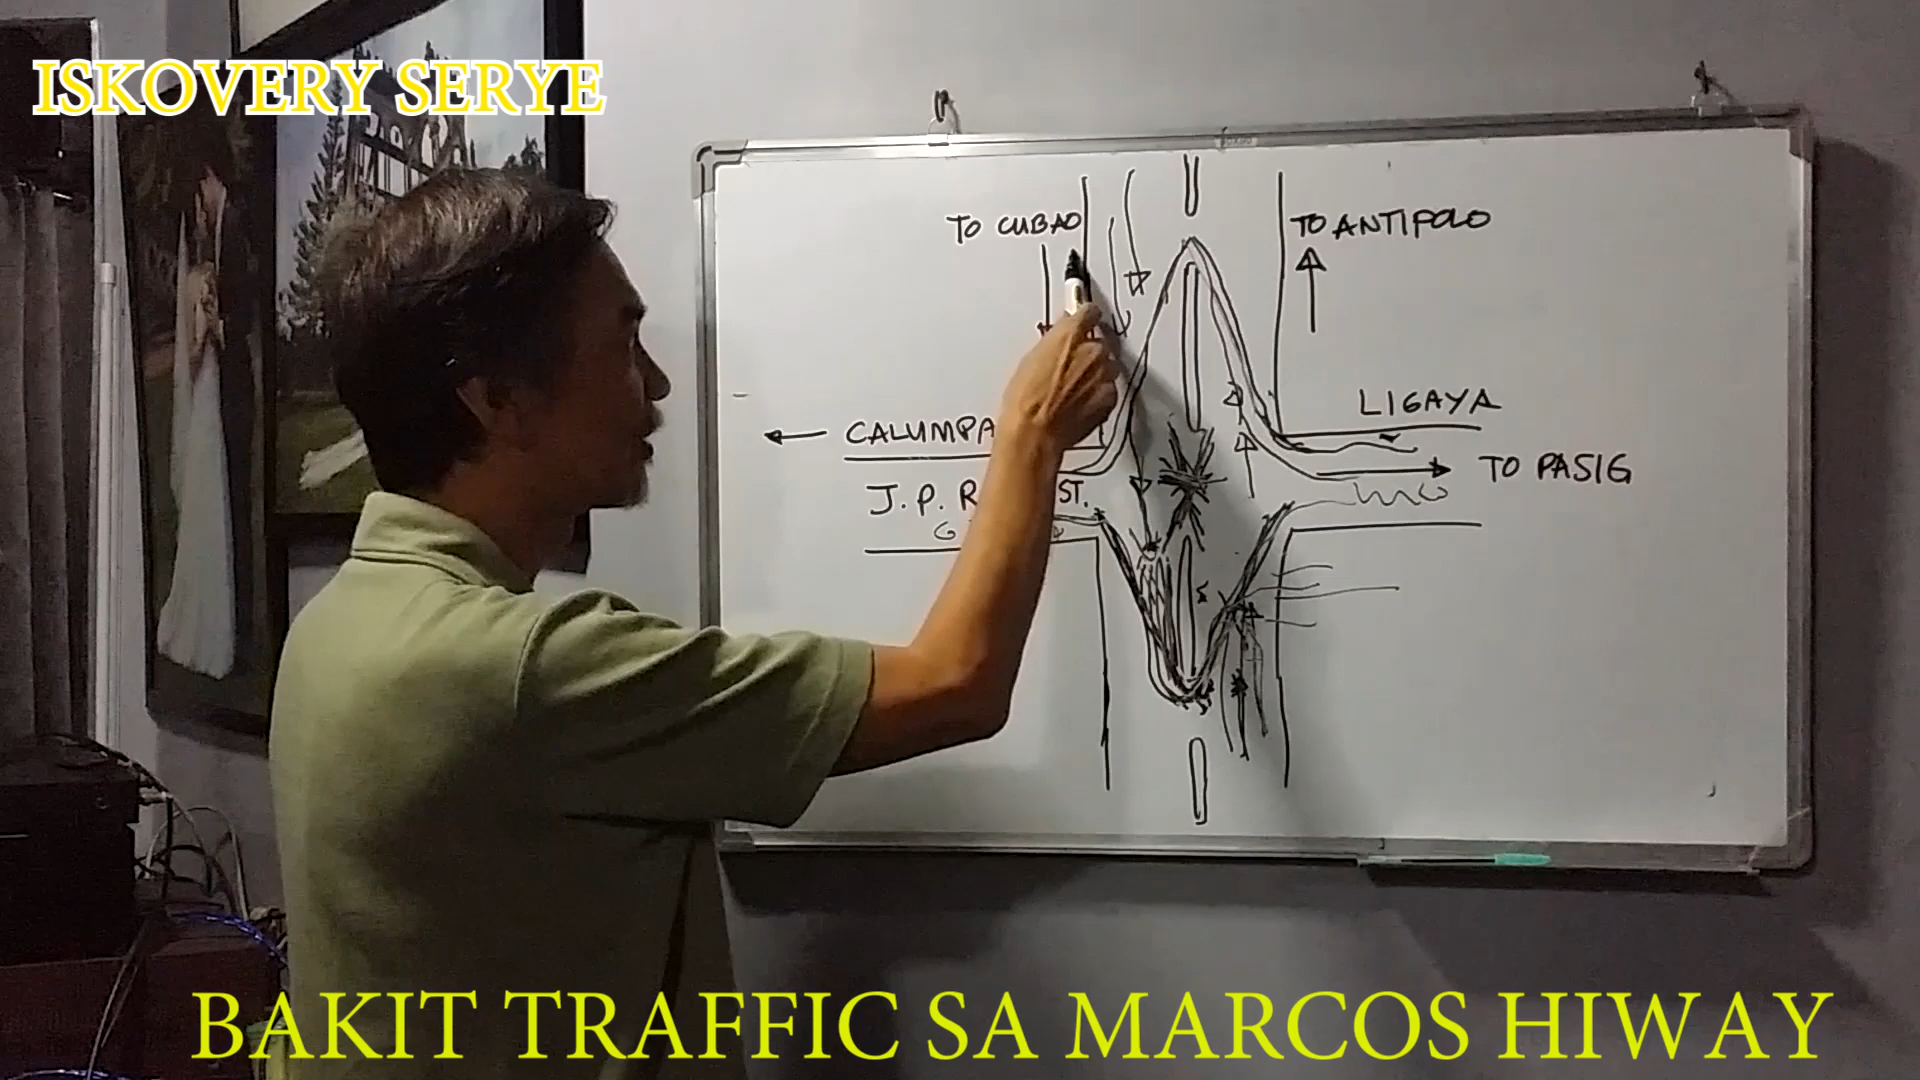 ISKOVERY SERYE
TO CUBAO
TO ANTIPOLO
LIGAYA
CALUMPA
TO PASIG
J.P. R ST.
BAKIT TRAFFIC SA MARCOS HIWAY